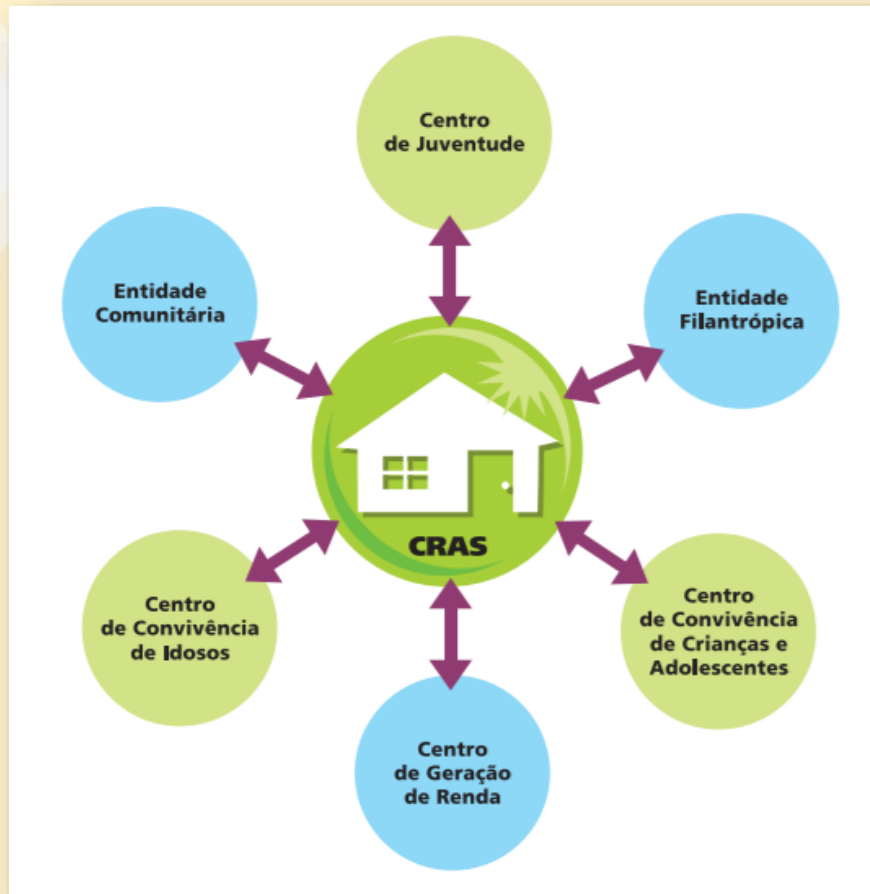 Centro
de Juventude
Entidade
Comunitária
Entidade
Filantrópica
CRAS
Centro
de Convivência
de Idosos
Centro
de Convivência
de Crianças e
Adolescentes
Centro
de Geração
de Renda